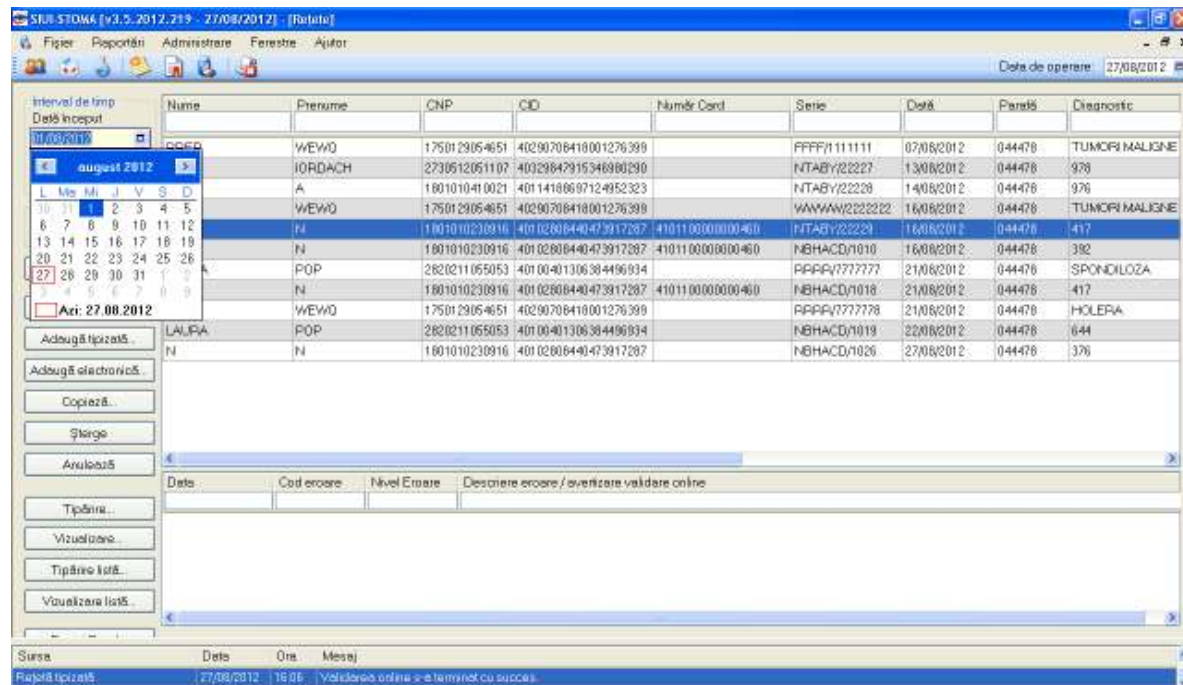 SIUI-STOMA [v3.5.2012.219 - 27/08/2012] - [Rețete]
Fișier Raportări Administrare Ferestre Ajutor
Data de operare: 27/08/2012
Interval de timp
Dată început
01/08/2012
august 2012
L Ma Mi J V S D
30 31 1 2 3 4 5
6 7 8 9 10 11 12
13 14 15 16 17 18 19
20 21 22 23 24 25 26
27 28 29 30 31 1 2
3 4 5 6 7 8 9
Azi: 27.08.2012
Adaugă tipizată...
Adaugă electronică...
Copiază...
Șterge
Anulează
Tipărire...
Vizualizare...
Tipărire listă...
Vizualizare listă...
Nume Prenume CNP CID Număr Card Serie Dată Parafă Diagnostic
WEWQ 1750129054651 40290708418001276399 FFFF/1111111 07/08/2012 044478 TUMORI MALIGNE
IORDACH 2730512051107 40329847915346980290 NTABY/22227 13/08/2012 044478 978
A 1801010410021 40114186697124952323 NTABY/22228 14/08/2012 044478 976
WEWQ 1750129054651 40290708418001276399 WWWW/2222222 16/08/2012 044478 TUMORI MALIGNE
N 1801010230916 40102808440473917287 41011000000000460 NTABY/22229 16/08/2012 044478 417
N 1801010230916 40102808440473917287 41011000000000460 NBHACD/1010 16/08/2012 044478 392
POP 2820211055053 40100401306384496934 RRRR/7777777 21/08/2012 044478 SPONDILOZA
N 1801010230916 40102808440473917287 41011000000000460 NBHACD/1018 21/08/2012 044478 417
WEWQ 1750129054651 40290708418001276399 RRRR/7777778 21/08/2012 044478 HOLERA
LAURA POP 2820211055053 40100401306384496934 NBHACD/1019 22/08/2012 044478 644
N N 1801010230916 40102808440473917287 NBHACD/1026 27/08/2012 044478 376
Data Cod eroare Nivel Eroare Descriere eroare / avertizare validare online
Sursa Data Ora Mesaj
Rețetă tipizată 27/08/2012 16:06 Validarea online s-a terminat cu succes.